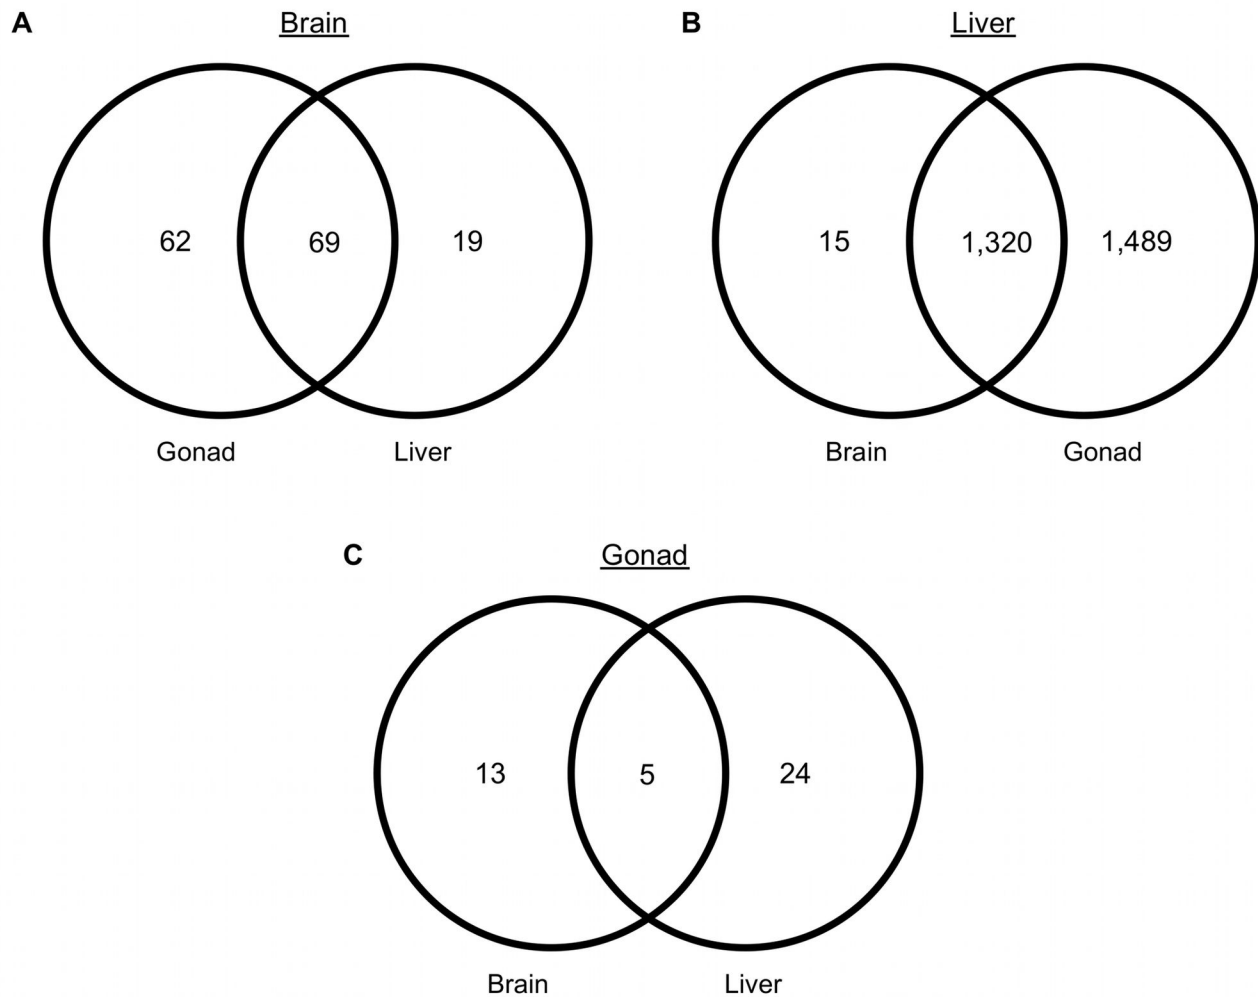 A Brain
62 69 19
Gonad Liver
B Liver
15 1,320 1,489
Brain Gonad
C Gonad
13 5 24
Brain Liver